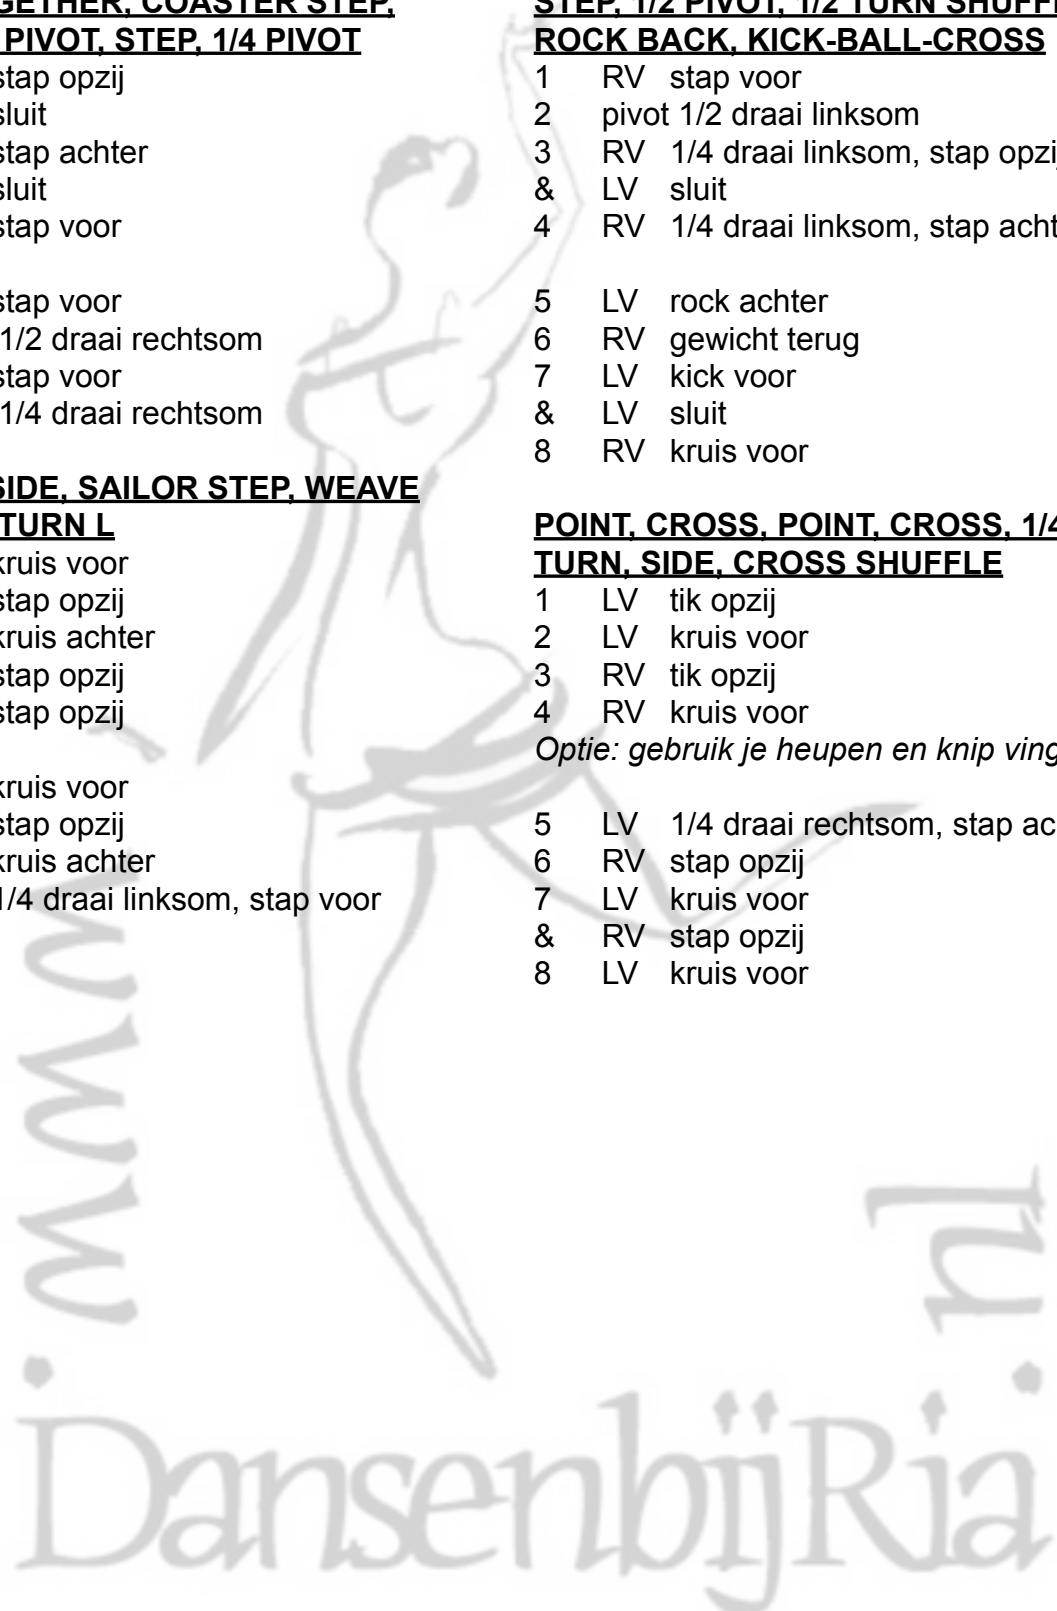 GETHER, COASTER STEP,
PIVOT, STEP, 1/4 PIVOT
stap opzij
sluit
stap achter
sluit
stap voor
stap voor
1/2 draai rechtsom
stap voor
1/4 draai rechtsom
SIDE, SAILOR STEP, WEAVE
TURN L
kruis voor
stap opzij
kruis achter
stap opzij
stap opzij
kruis voor
stap opzij
kruis achter
1/4 draai linksom, stap voor
STEP, 1/2 PIVOT, 1/2 TURN SHUFFL
ROCK BACK, KICK-BALL-CROSS
1 RV stap voor
2 pivot 1/2 draai linksom
3 RV 1/4 draai linksom, stap opzij
& LV sluit
4 RV 1/4 draai linksom, stap acht
5 LV rock achter
6 RV gewicht terug
7 LV kick voor
& LV sluit
8 RV kruis voor
POINT, CROSS, POINT, CROSS, 1/4
TURN, SIDE, CROSS SHUFFLE
1 LV tik opzij
2 LV kruis voor
3 RV tik opzij
4 RV kruis voor
Optie: gebruik je heupen en knip ving
5 LV 1/4 draai rechtsom, stap ac
6 RV stap opzij
7 LV kruis voor
& RV stap opzij
8 LV kruis voor
www.
DansenbijRia
.nl